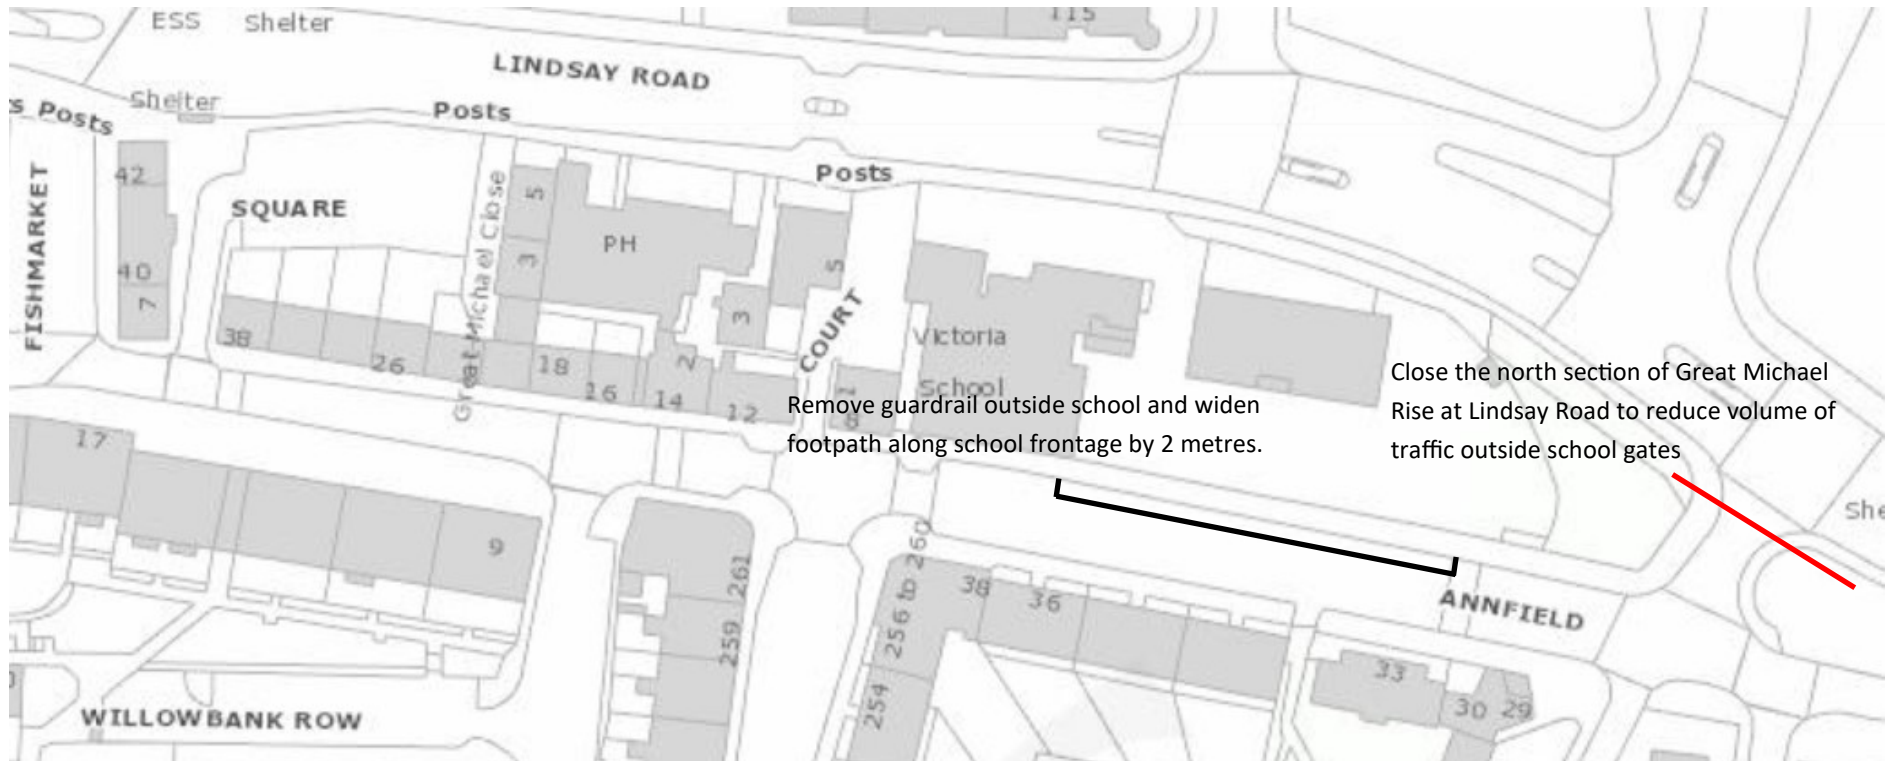 115
ESS Shelter
LINDSAY ROAD
Shelter
s Posts
Posts
Posts
42
FISHMARKET
SQUARE
40
7
Great Michael Close
5
3
PH
5
3
COURT
Victoria
School
38
26
18
16
14
2
12
Remove guardrail outside school and widen
footpath along school frontage by 2 metres.
Close the north section of Great Michael
Rise at Lindsay Road to reduce volume of
traffic outside school gates
She
17
9
261
259
256 to 260
254
38
36
ANNFIELD
33
30
29
WILLOWBANK ROW